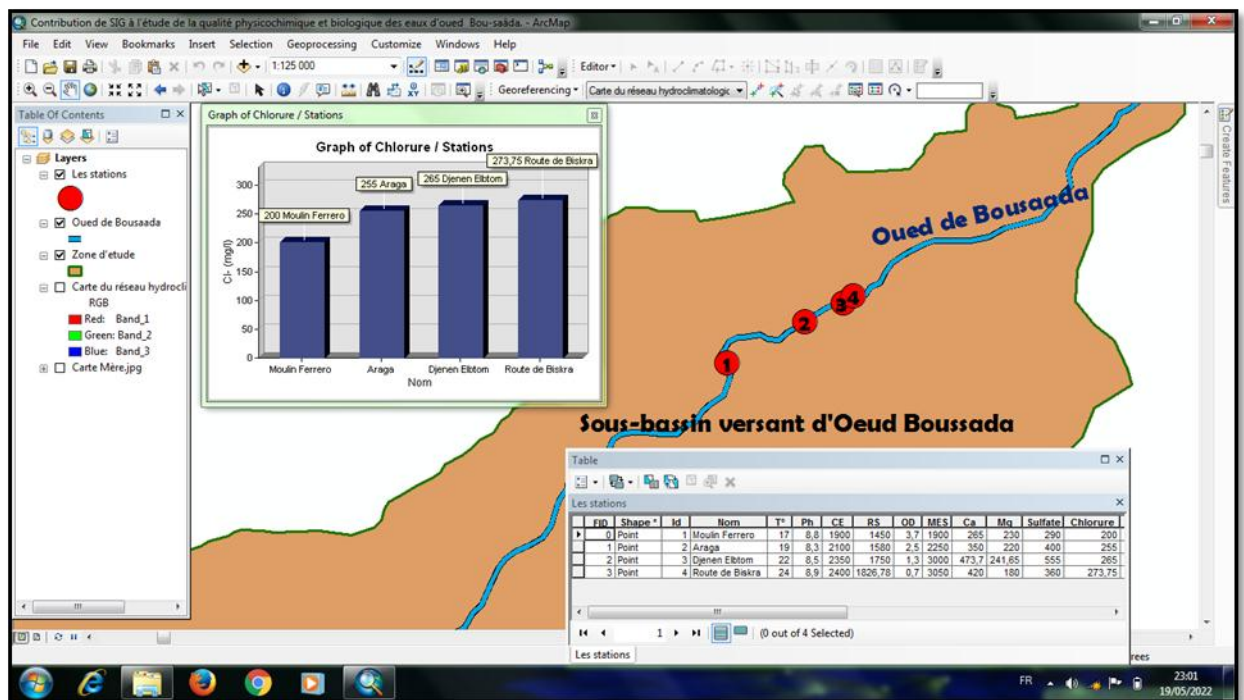 Contribution de SIG à l'étude de la qualité physicochimique et biologique des eaux d'oued Bou-saâda. - ArcMap
File Edit View Bookmarks Insert Selection Geoprocessing Customize Windows Help
1:125 000 Editor
Georeferencing Carte du réseau hydroclimatologic
Table Of Contents
Layers
Les stations
Oued de Bousaada
Zone d'etude
Carte du réseau hydrocli
RGB
Red: Band_1
Green: Band_2
Blue: Band_3
Carte Mère.jpg
Graph of Chlorure / Stations
Graph of Chlorure / Stations
273,75 Route de Biskra
265 Djenen Elbtom
255 Araga
200 Moulin Ferrero
300
250
200
150
100
50
0
Cl- (mg/l)
Moulin Ferrero Araga Djenen Elbtom Route de Biskra
Nom
Create Features
Oued de Bousaada
4
3
2
1
Sous-bassin versant d'Oeud Boussada
Table
Les stations
FID Shape * Id Nom T° Ph CE RS OD MES Ca Mg Sulfate Chlorure
0 Point 1 Moulin Ferrero 17 8,8 1900 1450 3,7 1900 265 230 290 200
1 Point 2 Araga 19 8,3 2100 1580 2,5 2250 350 220 400 255
2 Point 3 Djenen Elbtom 22 8,5 2350 1750 1,3 3000 473,7 241,65 555 265
3 Point 4 Route de Biskra 24 8,9 2400 1826,78 0,7 3050 420 180 360 273,75
1 (0 out of 4 Selected)
Les stations
rees
FR 23:01
19/05/2022